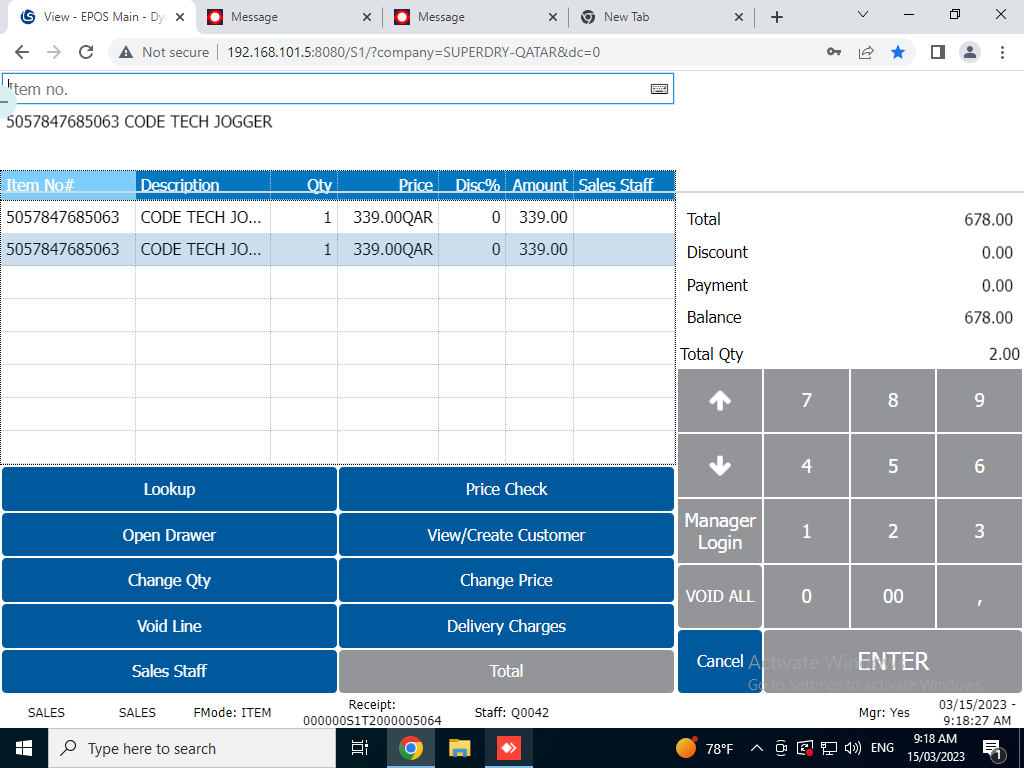 View - EPOS Main - Dy
Message
Message
New Tab
Not secure
192.168.101.5:8080/S1/?company=SUPERDRY-QATAR&dc=0
Item no.
5057847685063 CODE TECH JOGGER
Item No# Description Qty Price Disc% Amount Sales Staff
5057847685063 CODE TECH JO... 1 339.00QAR 0 339.00
5057847685063 CODE TECH JO... 1 339.00QAR 0 339.00
Total 678.00
Discount 0.00
Payment 0.00
Balance 678.00
Total Qty 2.00
7 8 9
4 5 6
Manager Login 1 2 3
VOID ALL 0 00 ,
Cancel ENTER
Lookup Price Check
Open Drawer View/Create Customer
Change Qty Change Price
Void Line Delivery Charges
Sales Staff Total
Activate Windows
Go to Settings to activate Windows.
SALES SALES FMode: ITEM Receipt: 000000S1T2000005064 Staff: Q0042 Mgr: Yes 03/15/2023 - 9:18:27 AM
Type here to search
78°F ENG
9:18 AM
15/03/2023
1